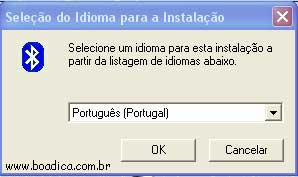 Seleção do Idioma para a Instalação
Selecione um idioma para esta instalação a
partir da listagem de idiomas abaixo.
Português (Portugal)
OK
Cancelar
www.boadica.com.br